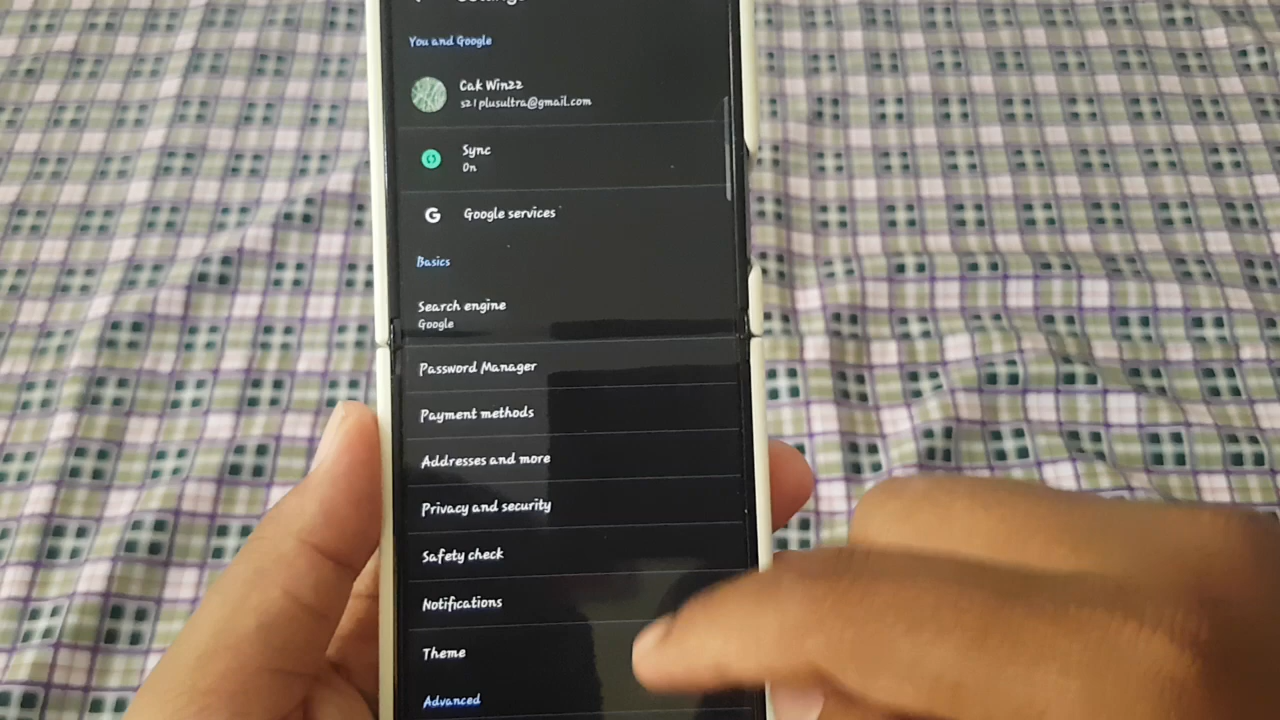 Settings
You and Google
Cak Win22
s21plusultra@gmail.com
Sync
On
Google services
Basics
Search engine
Google
Password Manager
Payment methods
Addresses and more
Privacy and security
Safety check
Notifications
Theme
Advanced